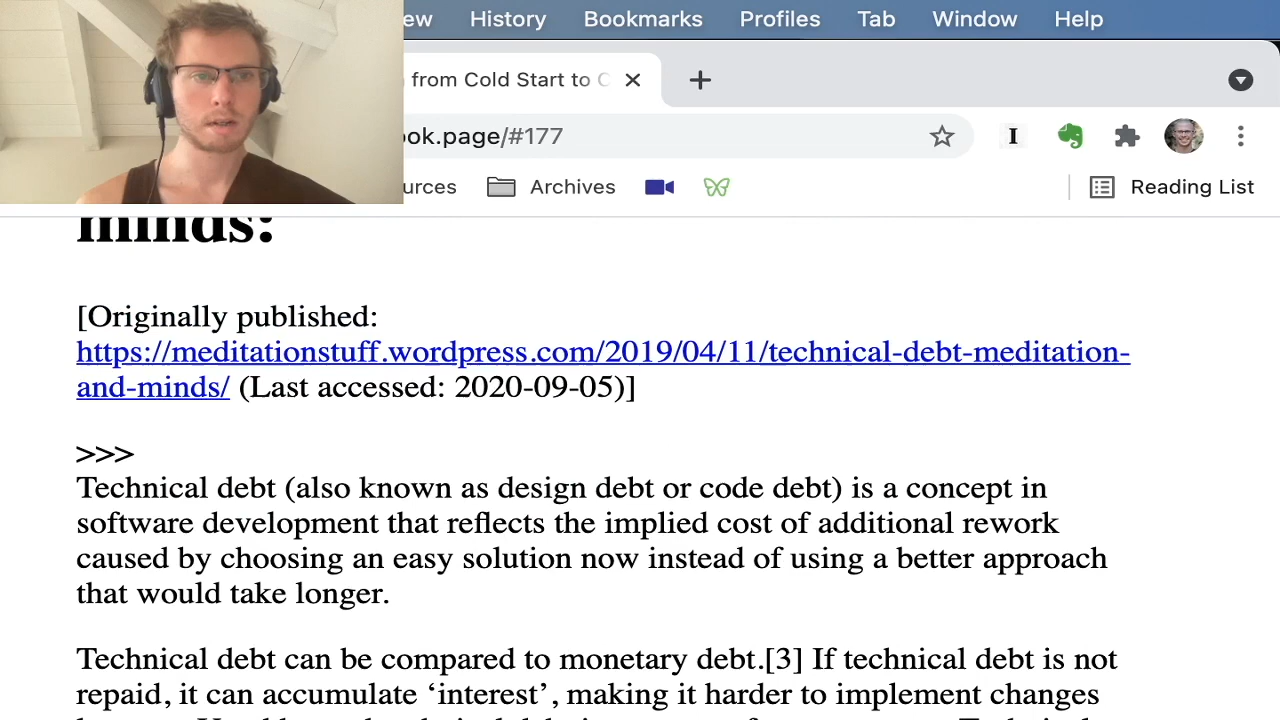 History Bookmarks Profiles Tab Window Help
from Cold Start to
ok.page/#177
Archives
Reading List
minds:
[Originally published:
https://meditationstuff.wordpress.com/2019/04/11/technical-debt-meditation-
and-minds/ (Last accessed: 2020-09-05)]
>>>
Technical debt (also known as design debt or code debt) is a concept in
software development that reflects the implied cost of additional rework
caused by choosing an easy solution now instead of using a better approach
that would take longer.
Technical debt can be compared to monetary debt.[3] If technical debt is not
repaid, it can accumulate ‘interest’, making it harder to implement changes